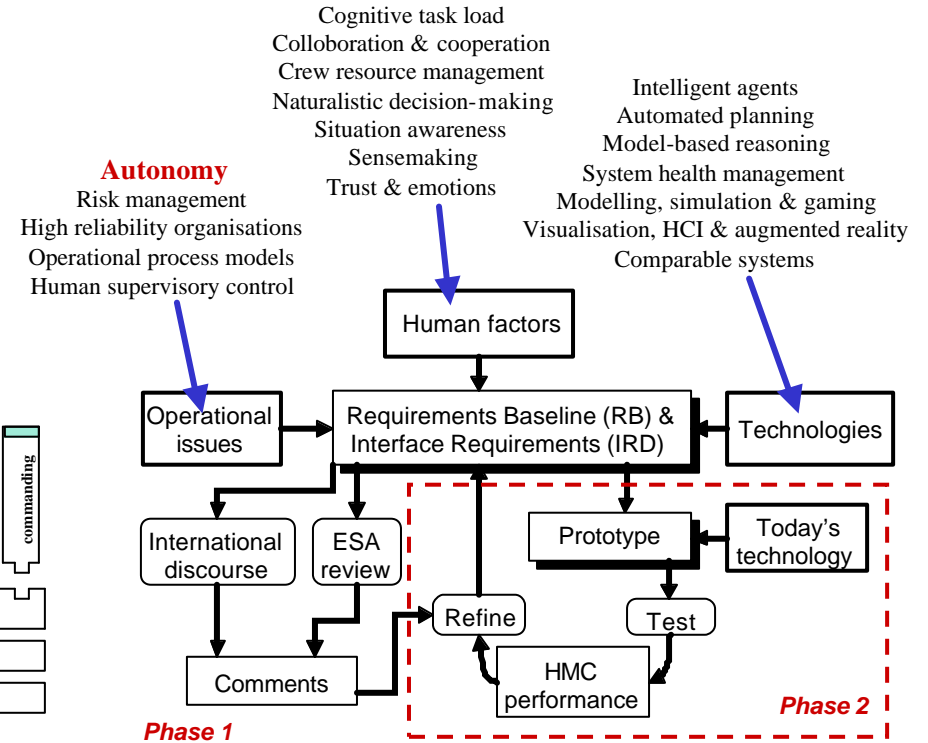 Cognitive task load
Colloboration & cooperation
Crew resource management
Naturalistic decision-making
Situation awareness
Sensemaking
Trust & emotions
Intelligent agents
Automated planning
Model-based reasoning
System health management
Modelling, simulation & gaming
Visualisation, HCI & augmented reality
Comparable systems
Autonomy
Risk management
High reliability organisations
Operational process models
Human supervisory control
Human factors
Operational
issues
Requirements Baseline (RB) &
Interface Requirements (IRD)
Technologies
commanding
International
discourse
ESA
review
Prototype
Today's
technology
Refine
Test
Comments
HMC
performance
Phase 1
Phase 2